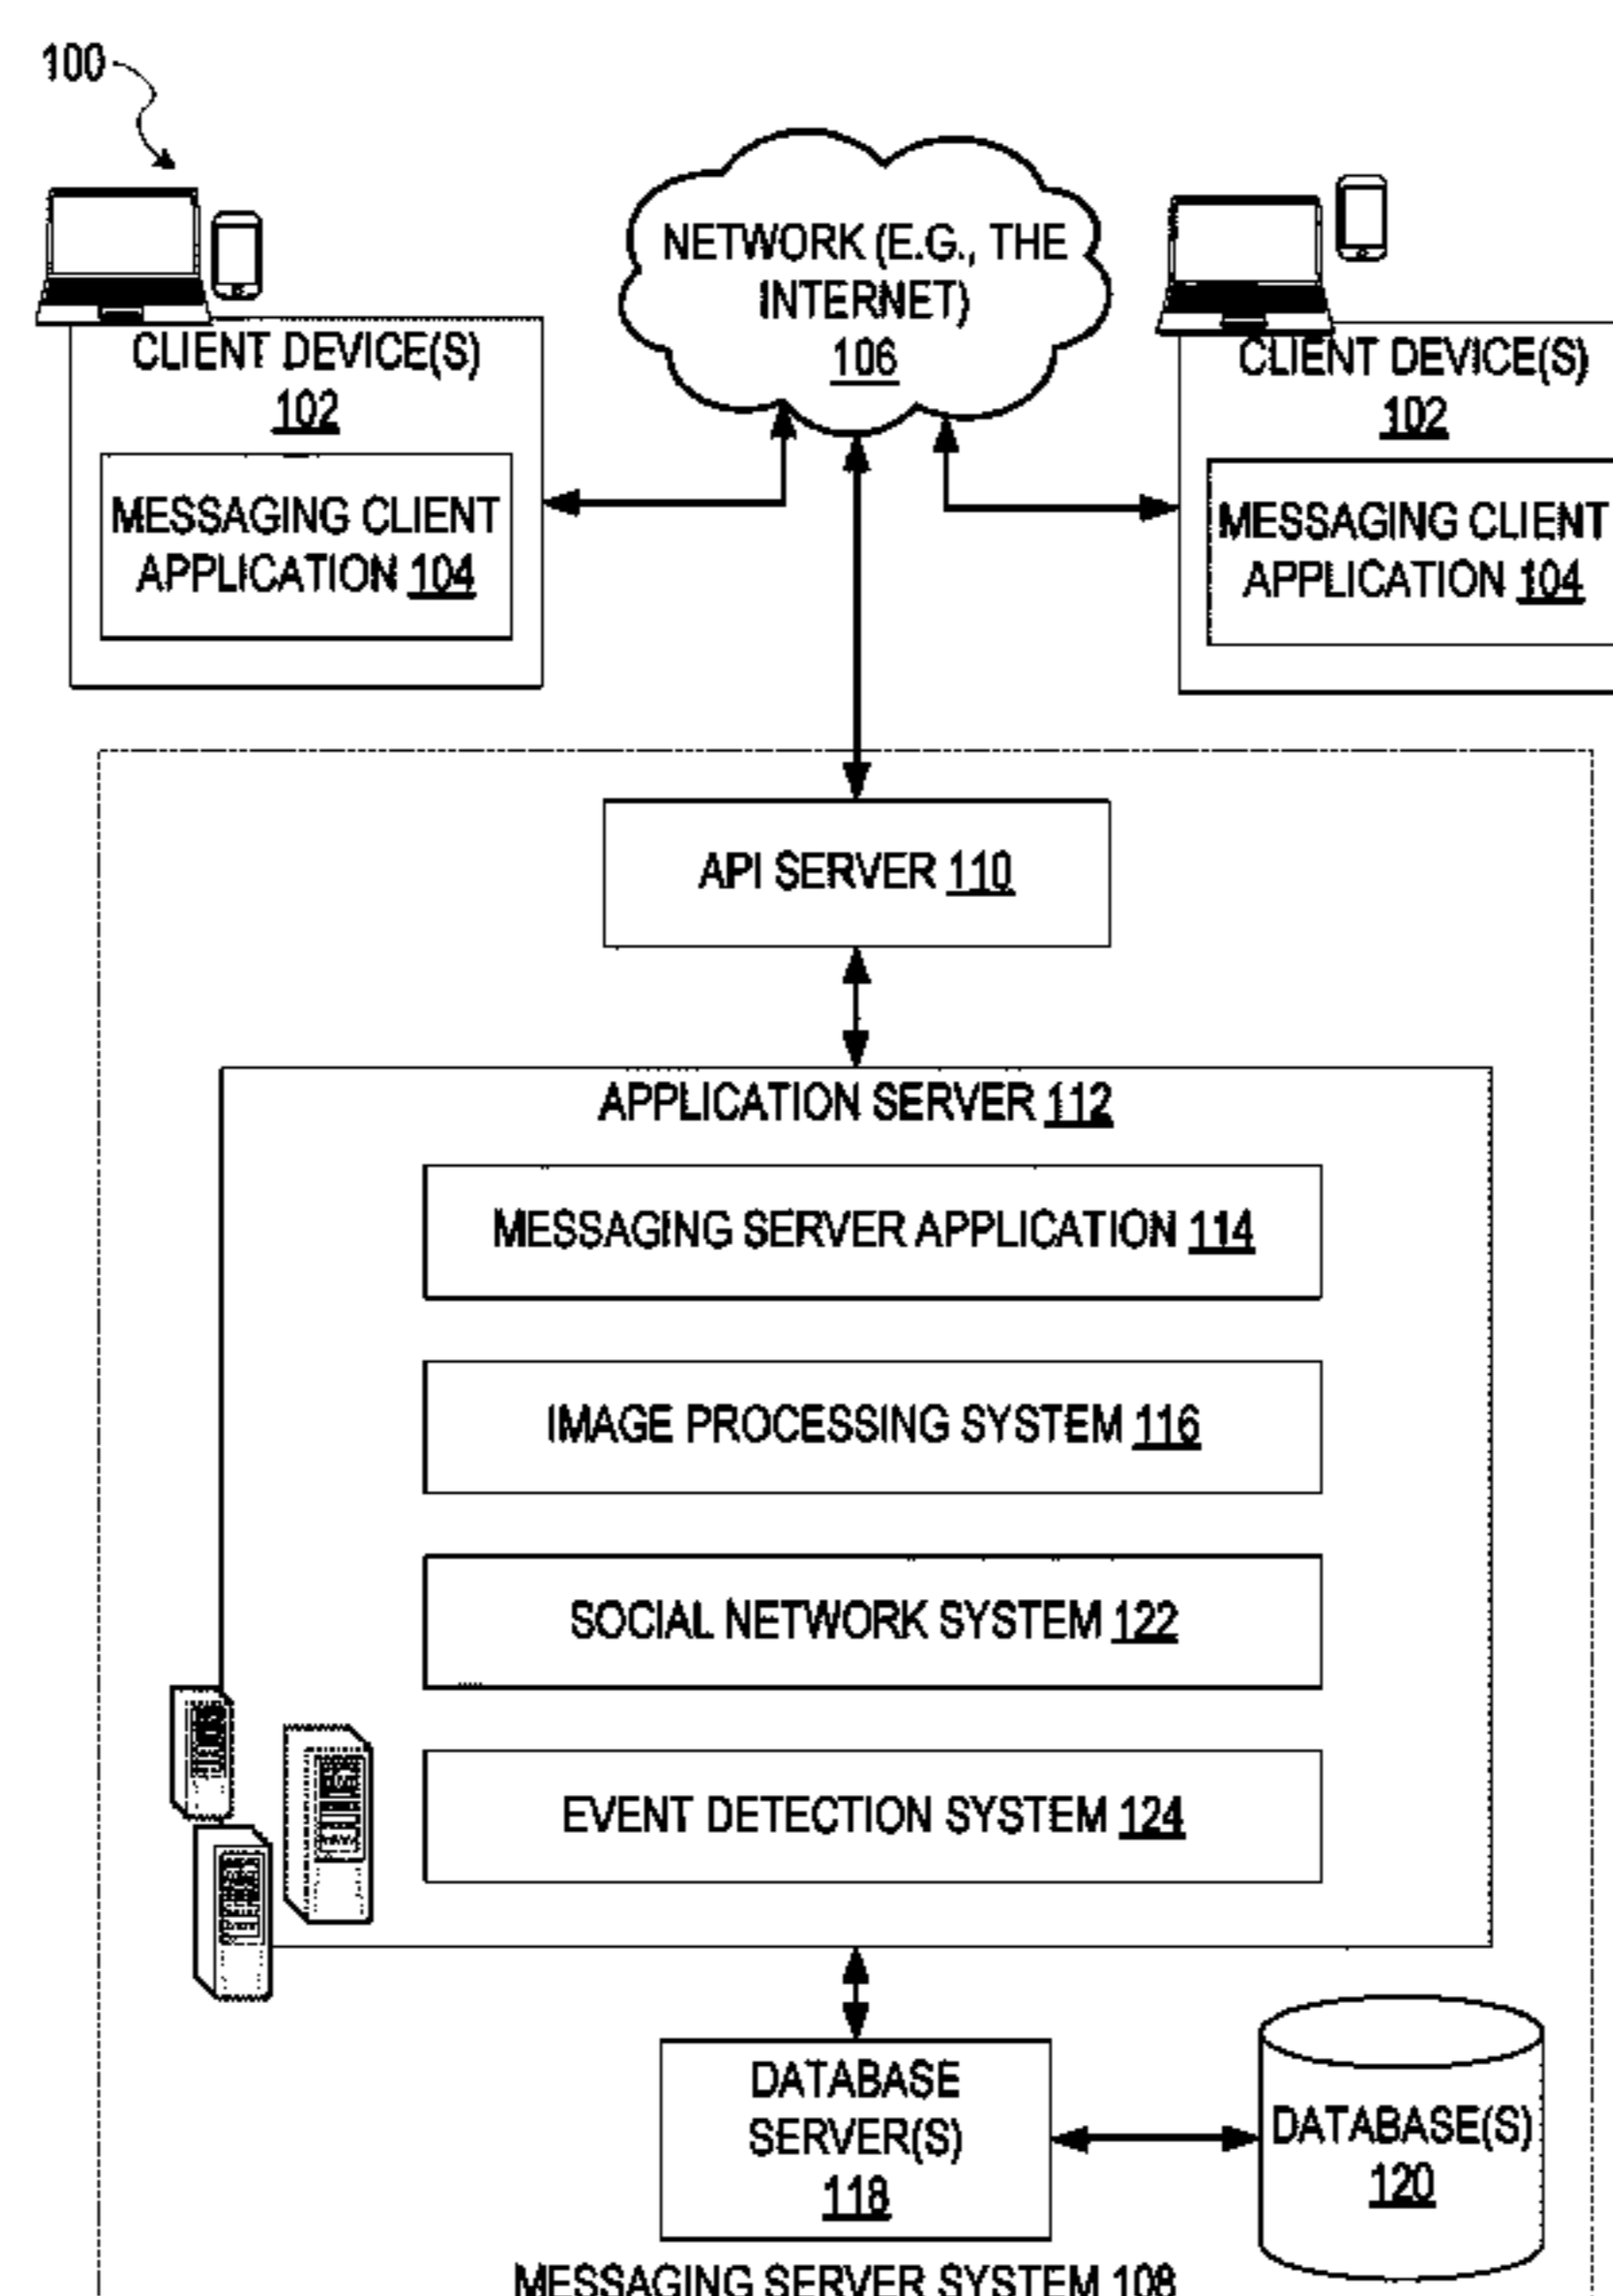 100
NETWORK (E.G., THE
INTERNET)
106
CLIENT DEVICE(S)
102
MESSAGING CLIENT
APPLICATION 104
CLIENT DEVICE(S)
102
MESSAGING CLIENT
APPLICATION 104
API SERVER 110
APPLICATION SERVER 112
MESSAGING SERVER APPLICATION 114
IMAGE PROCESSING SYSTEM 116
SOCIAL NETWORK SYSTEM 122
EVENT DETECTION SYSTEM 124
DATABASE
SERVER(S)
118
DATABASE(S)
120
MESSAGING SERVER SYSTEM 108